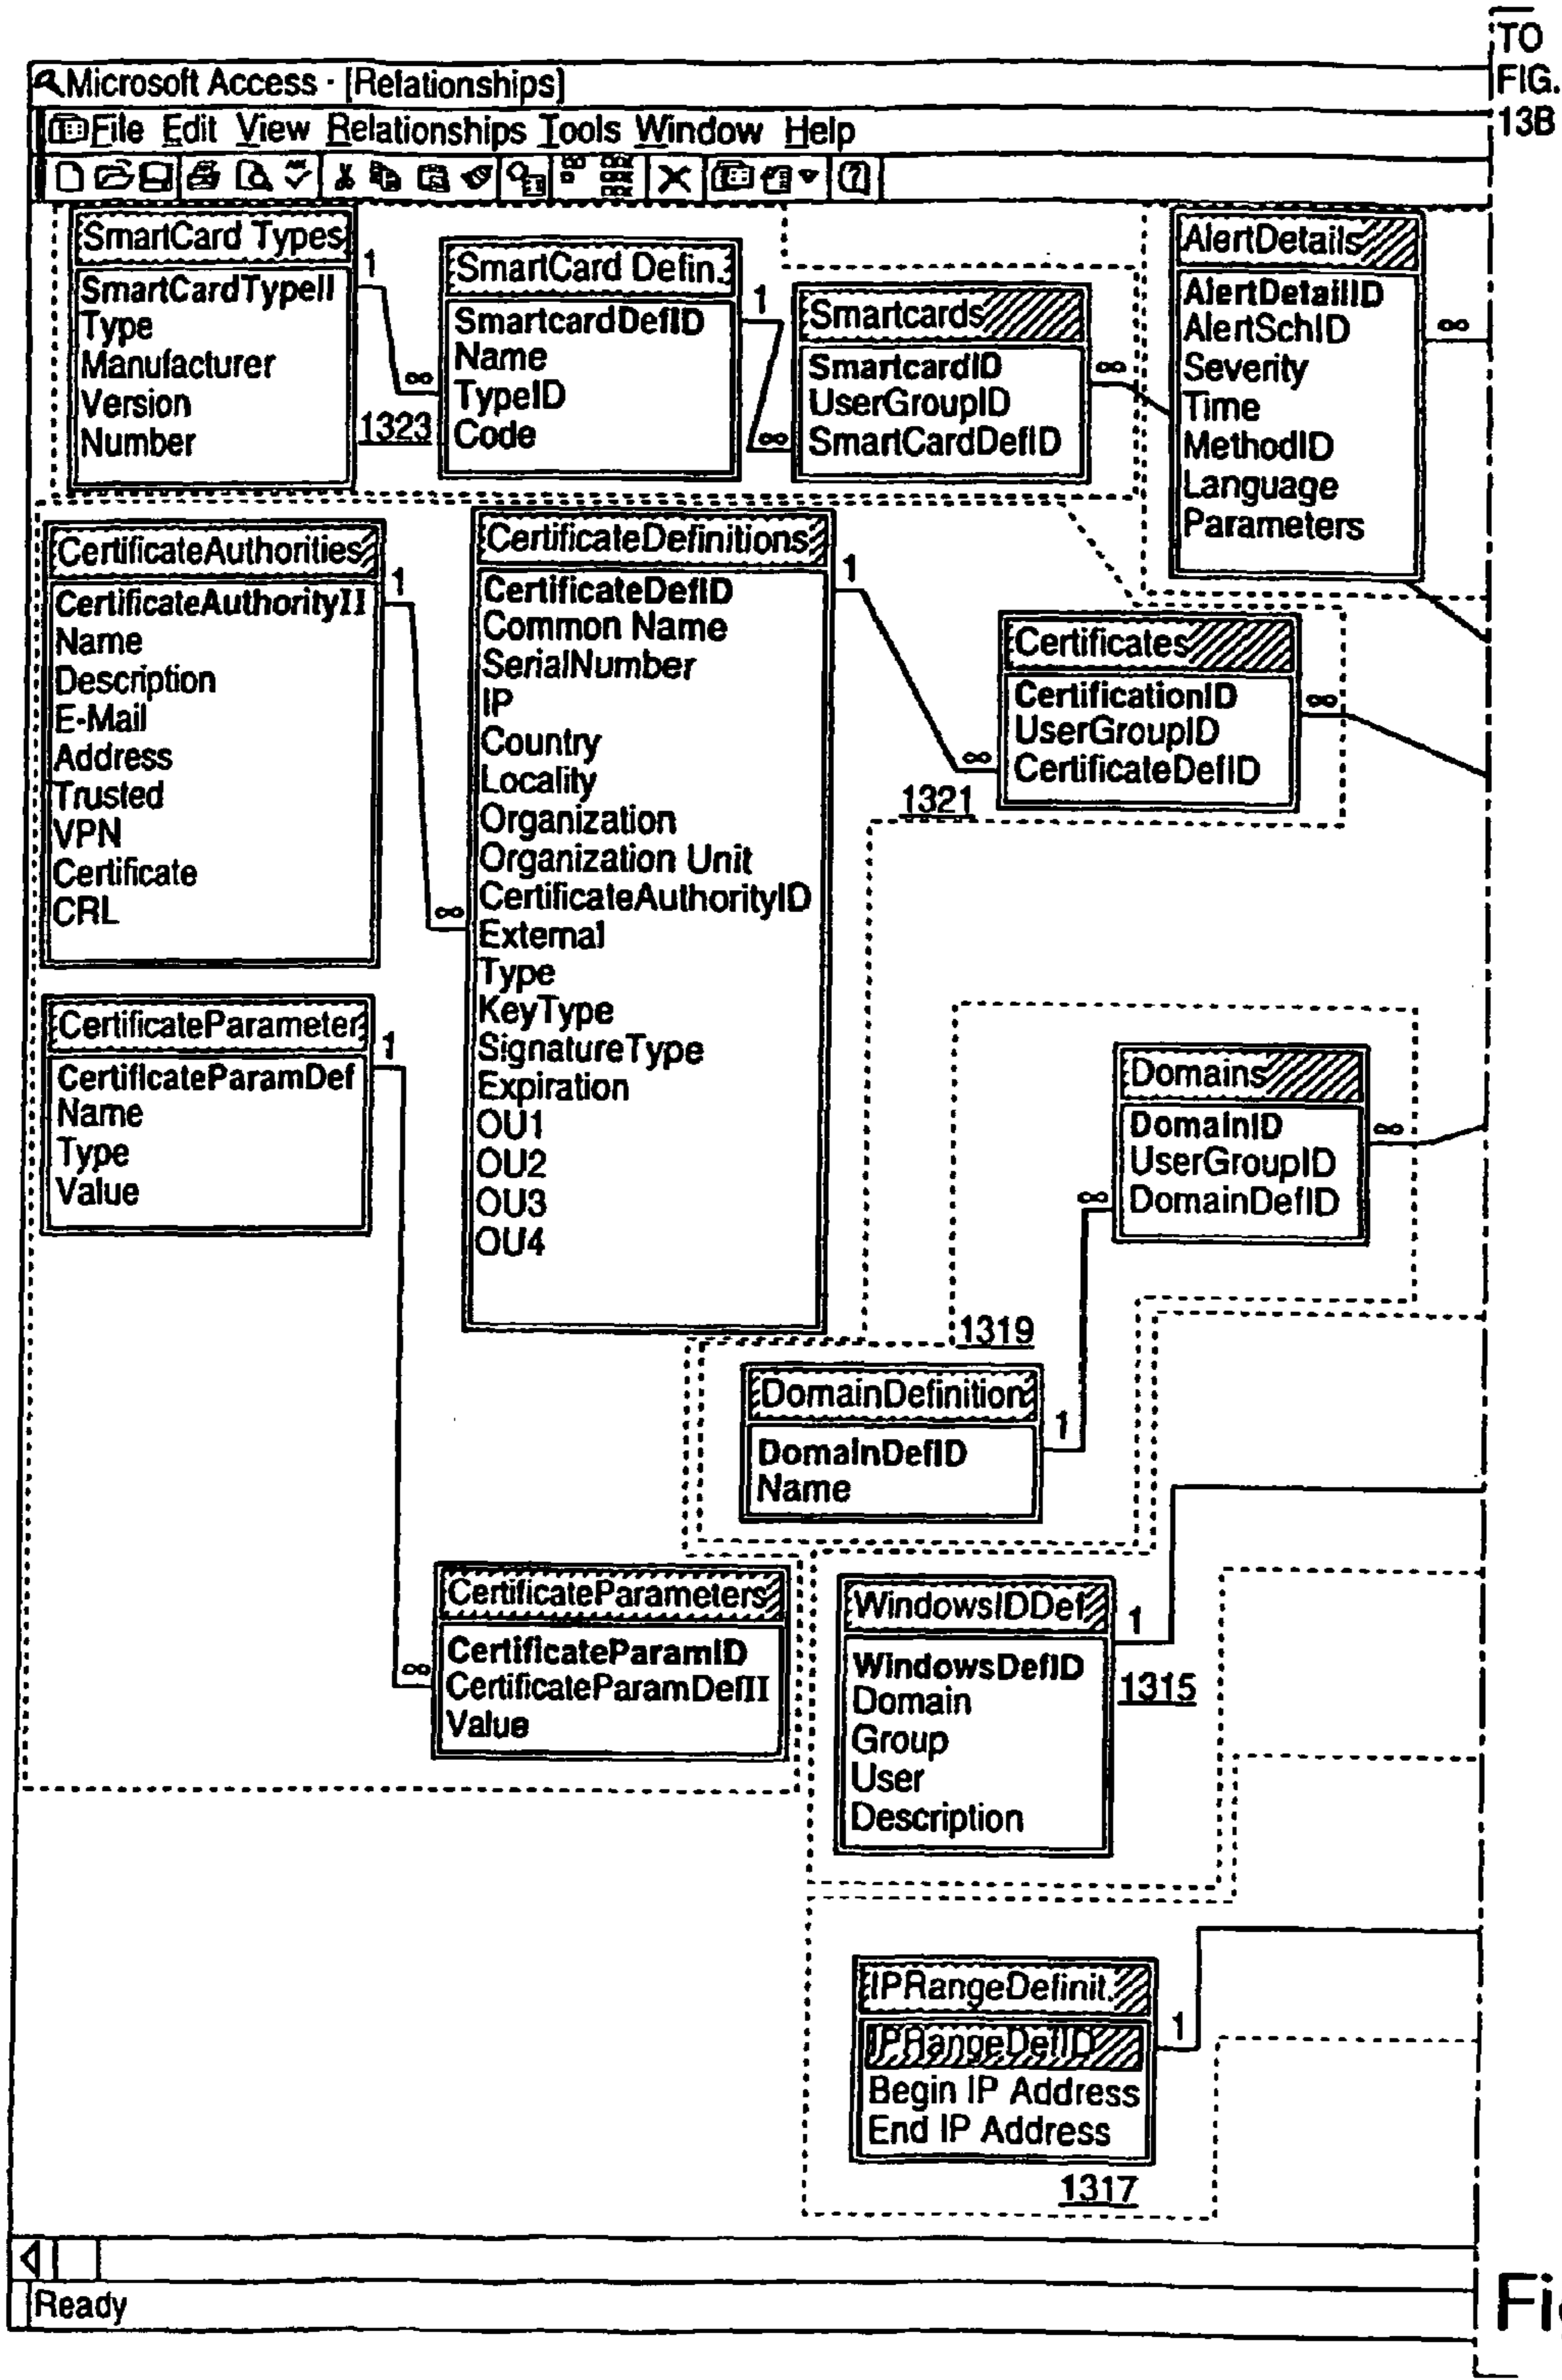 TO
FIG.
13B
Microsoft Access - [Relationships]
File Edit View Relationships Tools Window Help
SmartCard Types
SmartCardTypeII
Type
Manufacturer
Version
Number
1
∞
1323
SmartCard Defin.
SmartcardDefID
Name
TypeID
Code
1
∞
Smartcards
SmartcardID
UserGroupID
SmartCardDefID
∞
AlertDetails
AlertDetailID
AlertSchID
Severity
Time
MethodID
Language
Parameters
∞
CertificateAuthorities
CertificateAuthorityII
Name
Description
E-Mail
Address
Trusted
VPN
Certificate
CRL
1
∞
CertificateDefinitions
CertificateDefID
Common Name
SerialNumber
IP
Country
Locality
Organization
Organization Unit
CertificateAuthorityID
External
Type
KeyType
SignatureType
Expiration
OU1
OU2
OU3
OU4
1
∞
1321
Certificates
CertificationID
UserGroupID
CertificateDefID
∞
CertificateParameter
CertificateParamDef
Name
Type
Value
1
∞
Domains
DomainID
UserGroupID
DomainDefID
∞
∞
1319
DomainDefinition
DomainDefID
Name
1
CertificateParameters
CertificateParamID
CertificateParamDefII
Value
WindowsIDDef
WindowsDefID
Domain
Group
User
Description
1
1315
IPRangeDefinit.
IPRangeDefID
Begin IP Address
End IP Address
1
1317
Ready